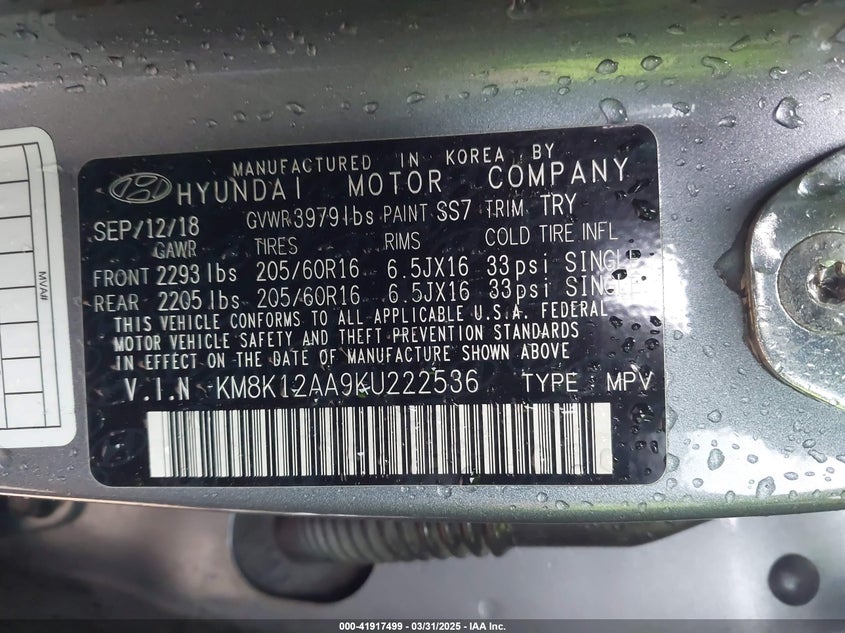 MANUFACTURED IN KOREA BY
HYUNDAI MOTOR COMPANY
SEP/12/18 GVWR 3979lbs PAINT SS7 TRIM TRY
GAWR TIRES RIMS COLD TIRE INFL
FRONT 2293 lbs 205/60R16 6.5JX16 33psi
REAR 2205 lbs 205/60R16 6.5JX16 33psi
THIS VEHICLE CONFORMS TO ALL APPLICABLE U.S.A. FEDERAL
MOTOR VEHICLE SAFETY AND THEFT PREVENTION STANDARDS
IN EFFECT ON THE DATE OF MANUFACTURE SHOWN ABOVE
V.I.N KM8K12AA9KU222536 TYPE MPV
000-41917499 - 03/31/2025 - IAA Inc.